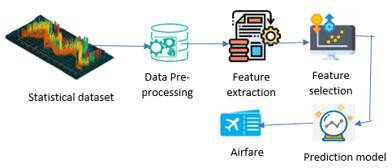 Statistical dataset
Data Pre-
processing
Feature
extraction
Feature
selection
Airfare
Prediction model